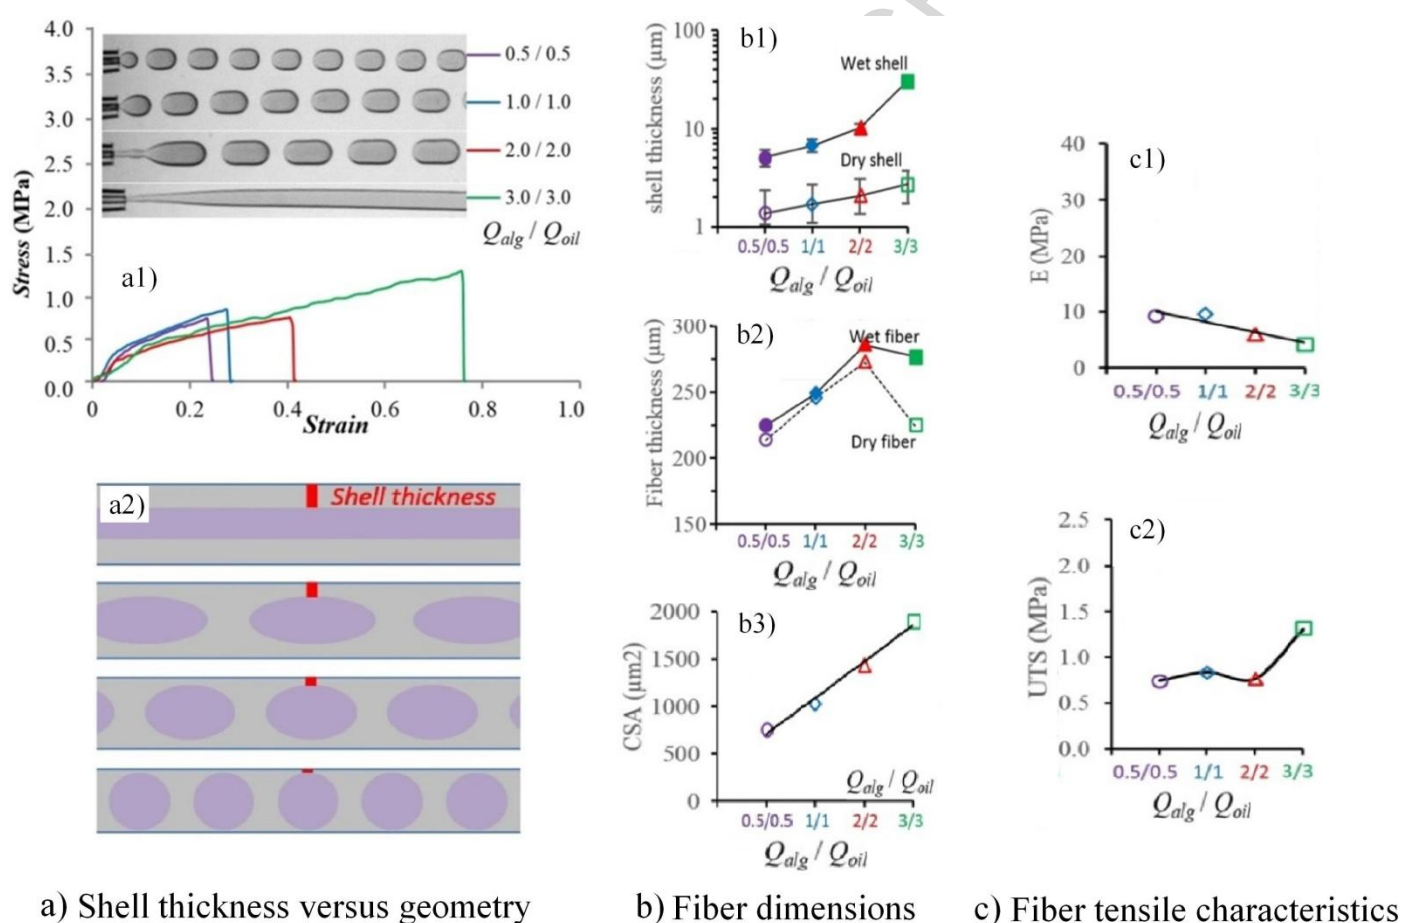 4.0
3.5
3.0
2.5
2.0
1.5
1.0
0.5
0.0
Stress (MPa)
0.5 / 0.5
1.0 / 1.0
2.0 / 2.0
3.0 / 3.0
Qalg / Qoil
a1)
0 0.2 0.4 0.6 0.8 1.0
Strain
a2)
Shell thickness
a) Shell thickness versus geometry
b1)
100
10
1
shell thickness (µm)
Wet shell
Dry shell
0.5/0.5 1/1 2/2 3/3
Qalg / Qoil
b2)
300
250
200
150
Fiber thickness (µm)
Wet fiber
Dry fiber
0.5/0.5 1/1 2/2 3/3
Qalg / Qoil
b3)
2000
1500
1000
500
0
CSA (µm2)
Qalg / Qoil
0.5/0.5 1/1 2/2 3/3
Qalg / Qoil
b) Fiber dimensions
c1)
40
30
20
10
0
E (MPa)
0.5/0.5 1/1 2/2 3/3
Qalg / Qoil
c2)
2.5
2.0
1.5
1.0
0.5
0.0
UTS (MPa)
0.5/0.5 1/1 2/2 3/3
Qalg / Qoil
c) Fiber tensile characteristics